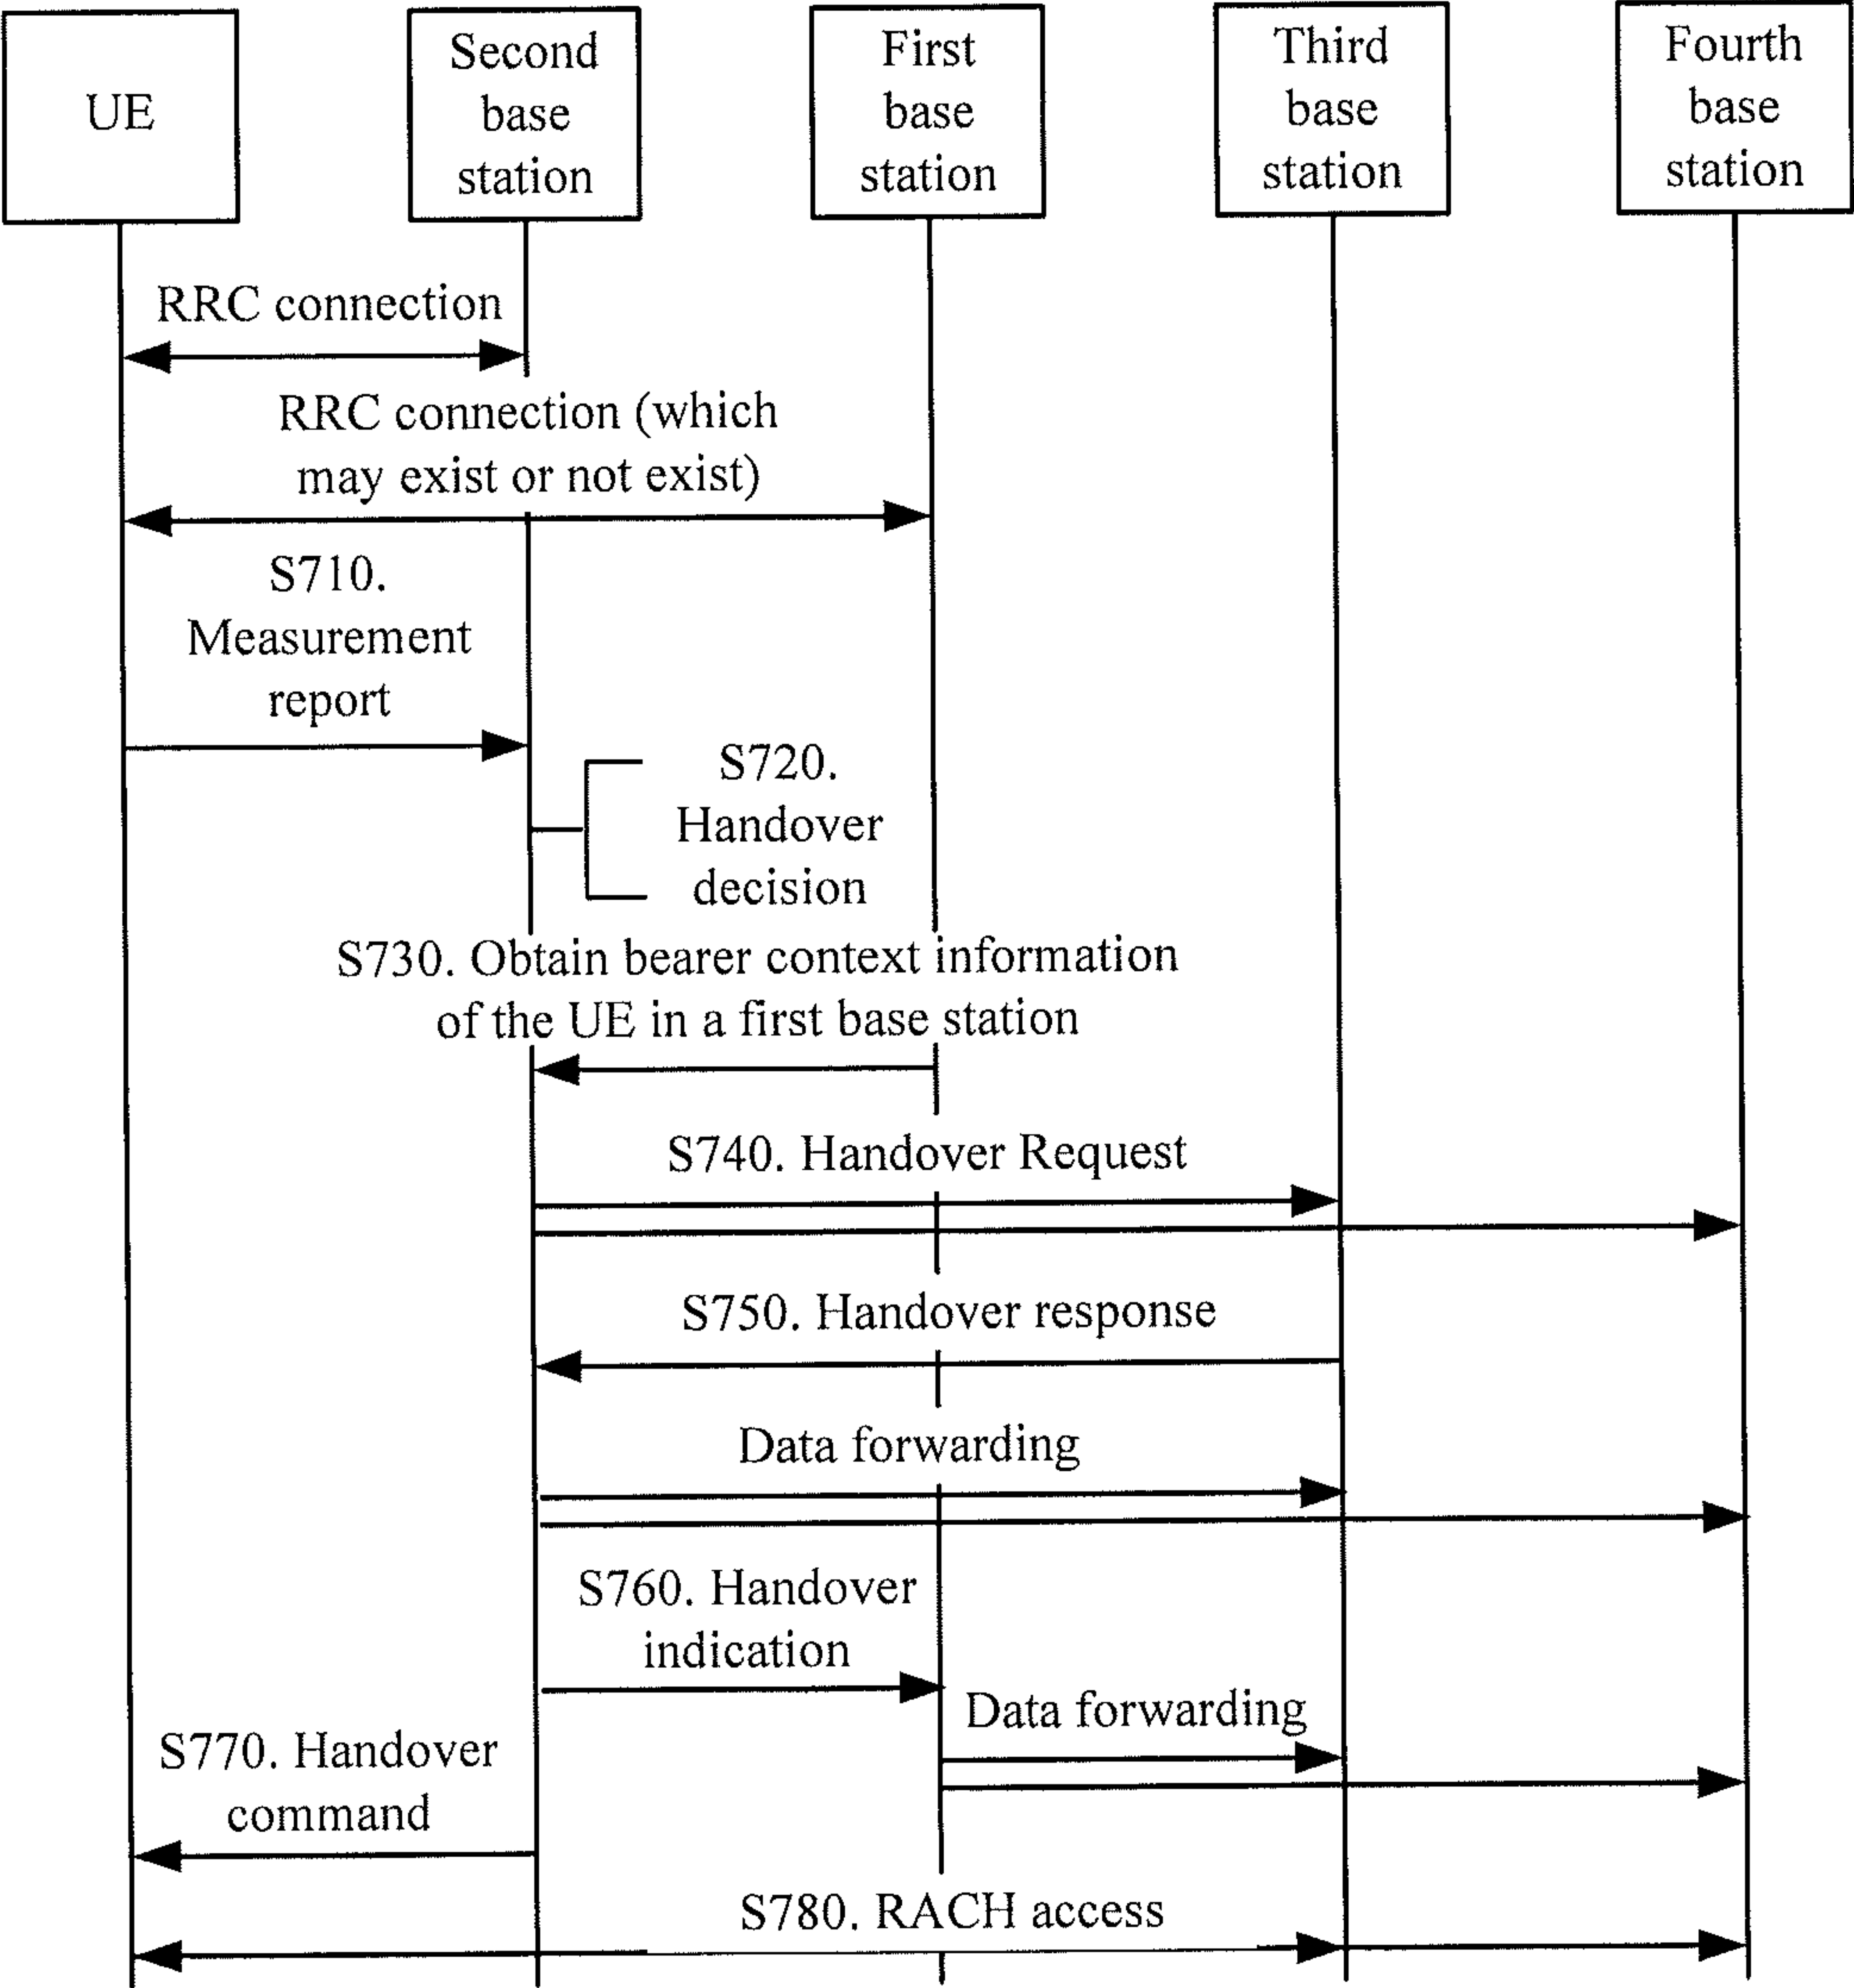 UE
Second
base
station
First
base
station
Third
base
station
Fourth
base
station
RRC connection
RRC connection (which
may exist or not exist)
S710.
Measurement
report
S720.
Handover
decision
S730. Obtain bearer context information
of the UE in a first base station
S740. Handover Request
S750. Handover response
Data forwarding
S760. Handover
indication
Data forwarding
S770. Handover
command
S780. RACH access